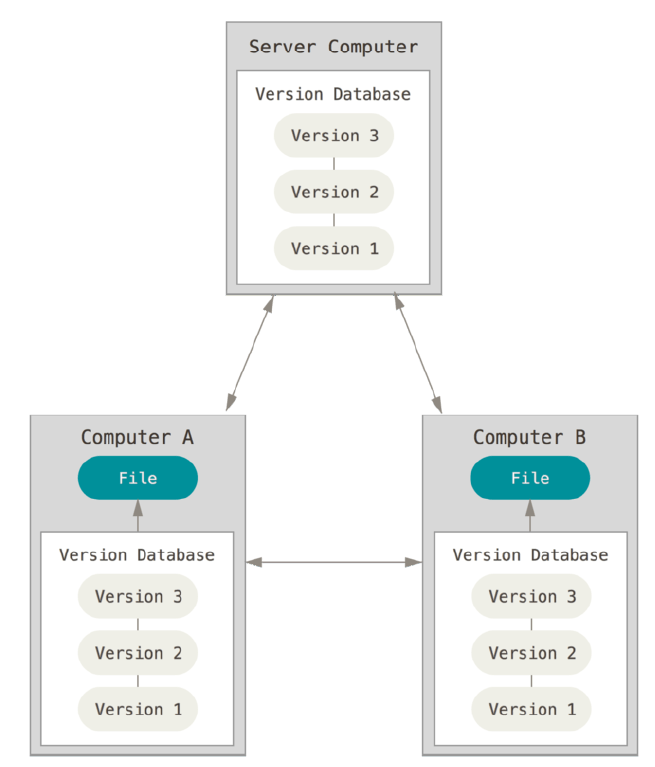 Server Computer
Version Database
Version 3
Version 2
Version 1
Computer A
File
Version Database
Version 3
Version 2
Version 1
Computer B
File
Version Database
Version 3
Version 2
Version 1